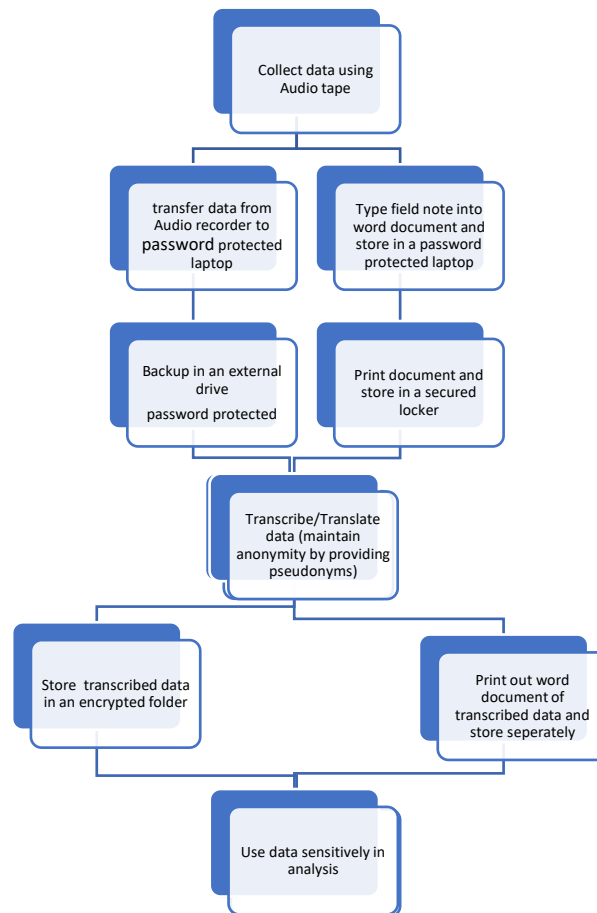 Collect data using
Audio tape
transfer data from
Audio recorder to
password protected
laptop
Type field note into
word document and
store in a password
protected laptop
Backup in an external
drive
password protected
Print document and
store in a secured
locker
Transcribe/Translate
data (maintain
anonymity by providing
pseudonyms)
Store transcribed data
in an encrypted folder
Print out word
document of
transcribed data and
store seperately
Use data sensitively in
analysis